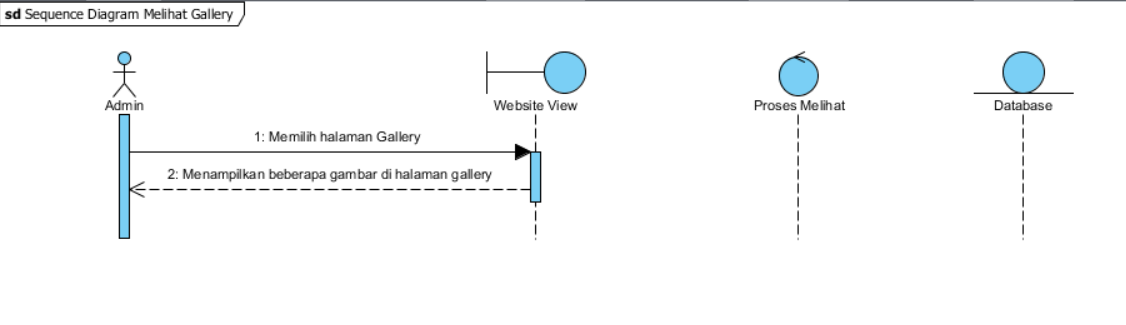 sd Sequence Diagram Melihat Gallery
Admin
Website View
Proses Melihat
Database
1: Memilih halaman Gallery
2: Menampilkan beberapa gambar di halaman gallery